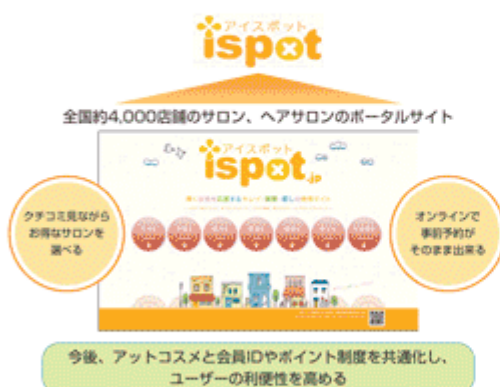 アイスポット
ispot
全国約4,000店舗のサロン、ヘアサロンのポータルサイト
アイスポット
ispot.jp
クチコミ見ながら
お得なサロンを
選べる
オンラインで
事前予約が
そのまま出来る
今後、アットコスメと会員IDやポイント制度を共通化し、
ユーザーの利便性を高める